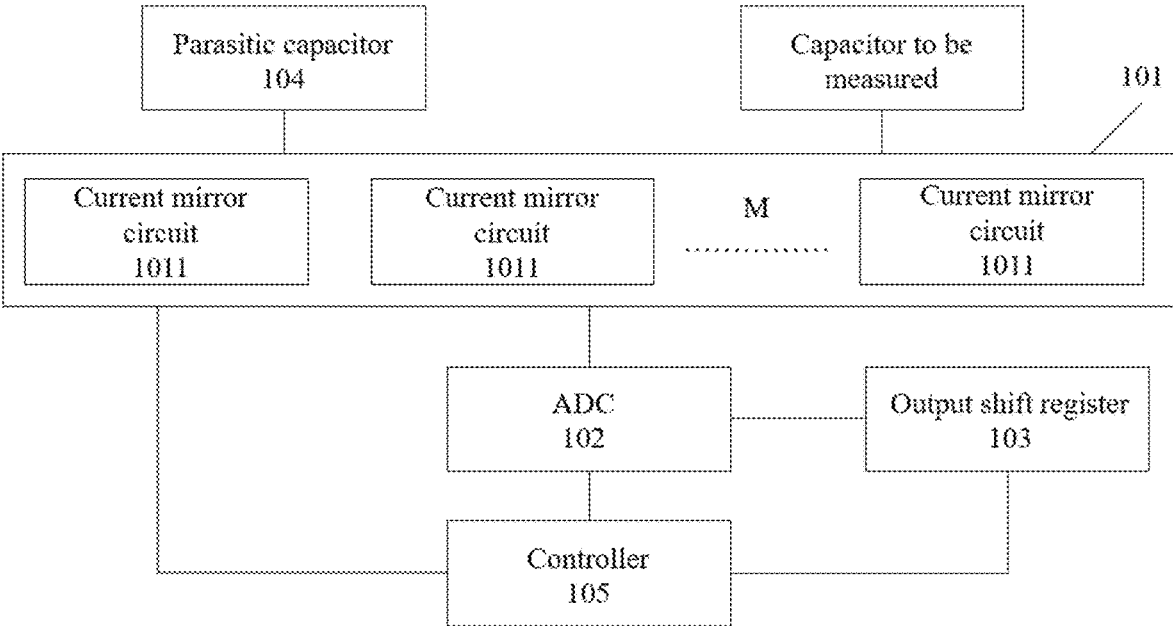 Parasitic capacitor
104
Capacitor to be
measured
101
Current mirror
circuit
1011
Current mirror
circuit
1011
M
Current mirror
circuit
1011
ADC
102
Output shift register
103
Controller
105